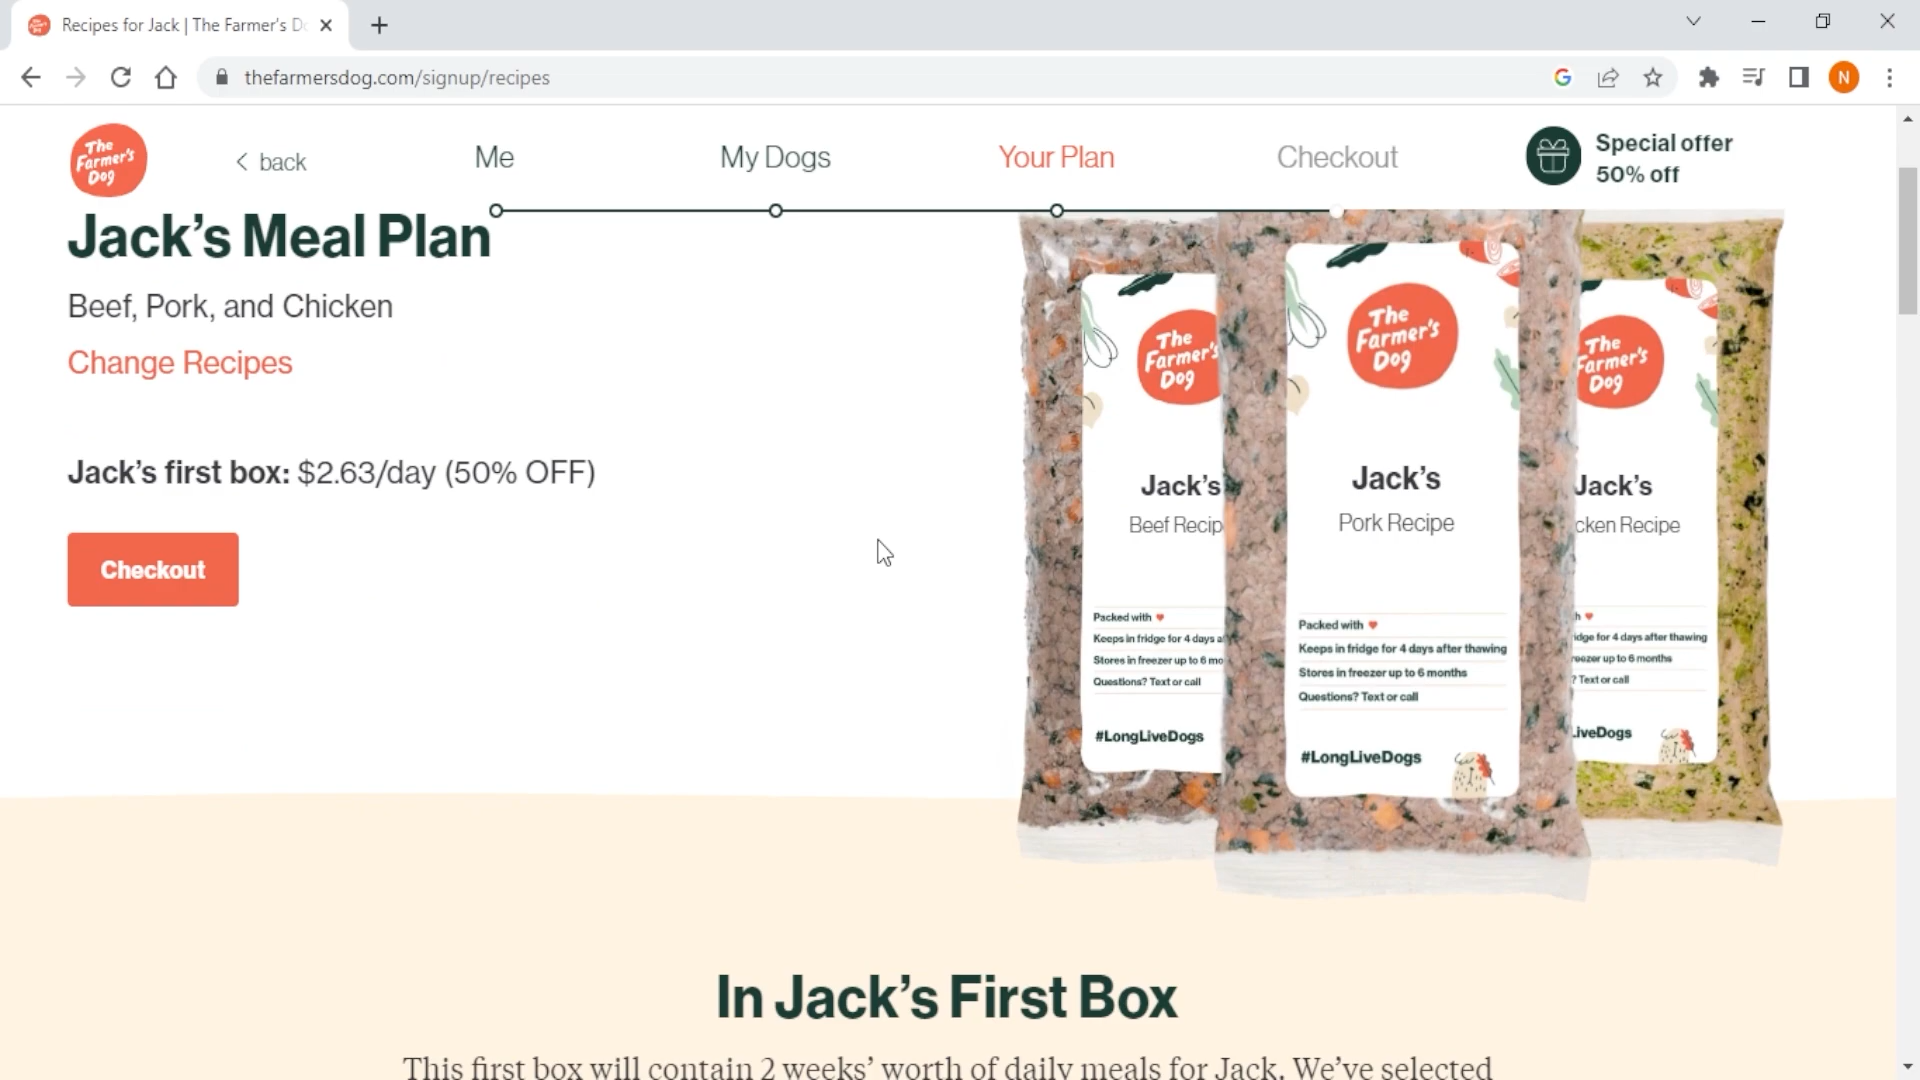 Recipes for Jack | The Farmer's Do
thefarmersdog.com/signup/recipes
N
The Farmer's Dog
back
Me
My Dogs
Your Plan
Checkout
Special offer
50% off
Jack's Meal Plan
Beef, Pork, and Chicken
Change Recipes
Jack's first box: $2.63/day (50% OFF)
Checkout
The
Farmer's
Dog
Jack's
Beef Recip
Packed with
Keeps in fridge for 4 days a
Stores in freezer up to 6 mo
Questions? Text or call
#LongLiveDogs
The
Farmer's
Dog
Jack's
Pork Recipe
Packed with
Keeps in fridge for 4 days after thawing
Stores in freezer up to 6 months
Questions? Text or call
#LongLiveDogs
The
Farmer's
Dog
Jack's
cken Recipe
h
ridge for 4 days after thawing
reezer up to 6 months
? Text or call
LiveDogs
In Jack's First Box
This first box will contain 2 weeks' worth of daily meals for Jack. We've selected